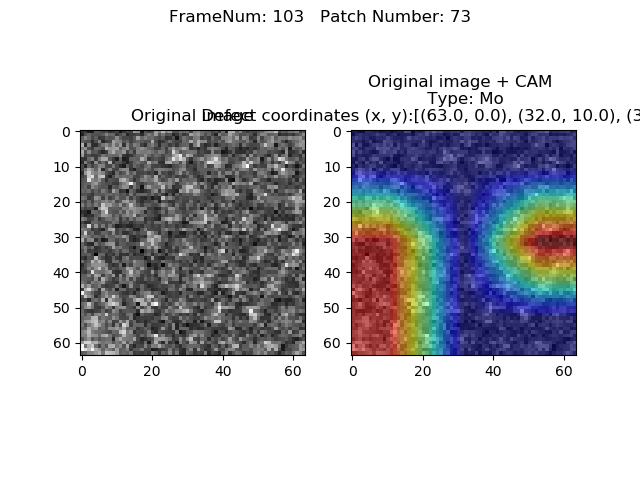 FrameNum: 103   Patch Number: 73
Original image + CAM
Type: Mo
Original Image
Defect coordinates (x, y):[(63.0, 0.0), (32.0, 10.0), (3
0
10
20
30
40
50
60
0 20 40 60
0
10
20
30
40
50
60
0 20 40 60